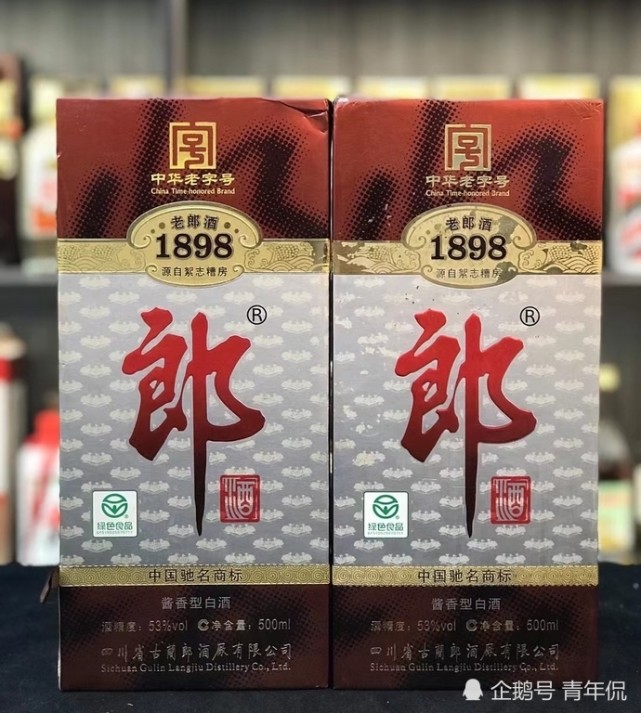 中华老字号
China Time-honored Brand
老郎酒
1898
源自絮志糟房
郎®
酒
绿色食品
中国驰名商标
酱香型白酒
酒精度：53%vol 净含量：500ml
四川省古蔺郎酒厂有限公司
Sichuan Gulin Langjiu Distillery Co., Ltd.
中华老字号
China Time-honored Brand
老郎酒
1898
源自絮志糟房
郎®
酒
绿色食品
中国驰名商标
酱香型白酒
酒精度：53%vol 净含量：500ml
四川省古蔺郎酒厂有限公司
Sichuan Gulin Langjiu Distillery Co., Ltd.
企鹅号 青年侃